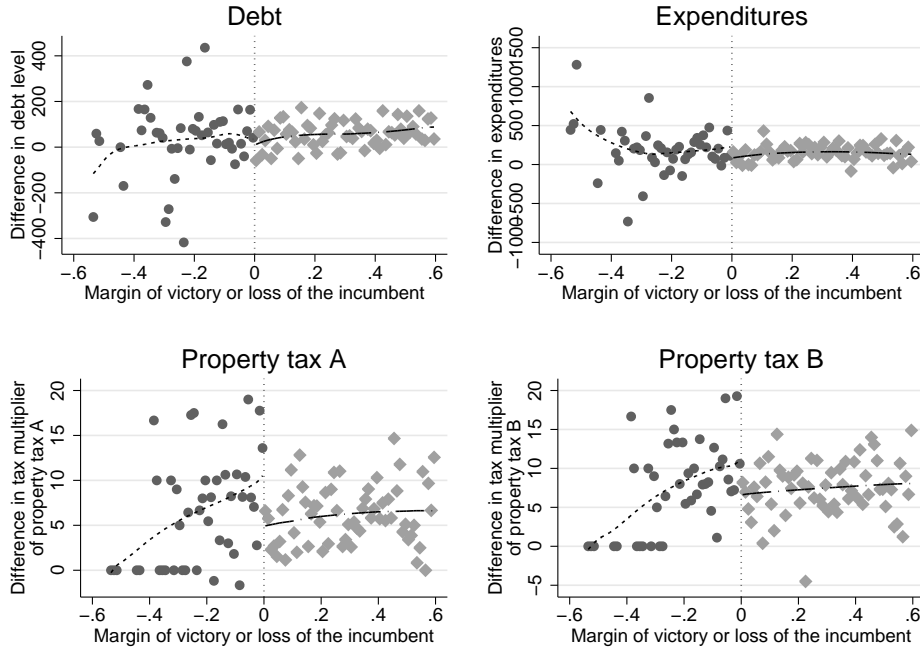 Debt
Difference in debt level
400
200
0
−200
−400
−.6 −.4 −.2 0 .2 .4 .6
Margin of victory or loss of the incumbent
Expenditures
Difference in expenditures
1500
1000
500
0
−500
−1000
−.6 −.4 −.2 0 .2 .4 .6
Margin of victory or loss of the incumbent
Property tax A
Difference in tax multiplier
of property tax A
20
15
10
5
0
−.6 −.4 −.2 0 .2 .4 .6
Margin of victory or loss of the incumbent
Property tax B
Difference in tax multiplier
of property tax B
20
15
10
5
0
−5
−.6 −.4 −.2 0 .2 .4 .6
Margin of victory or loss of the incumbent